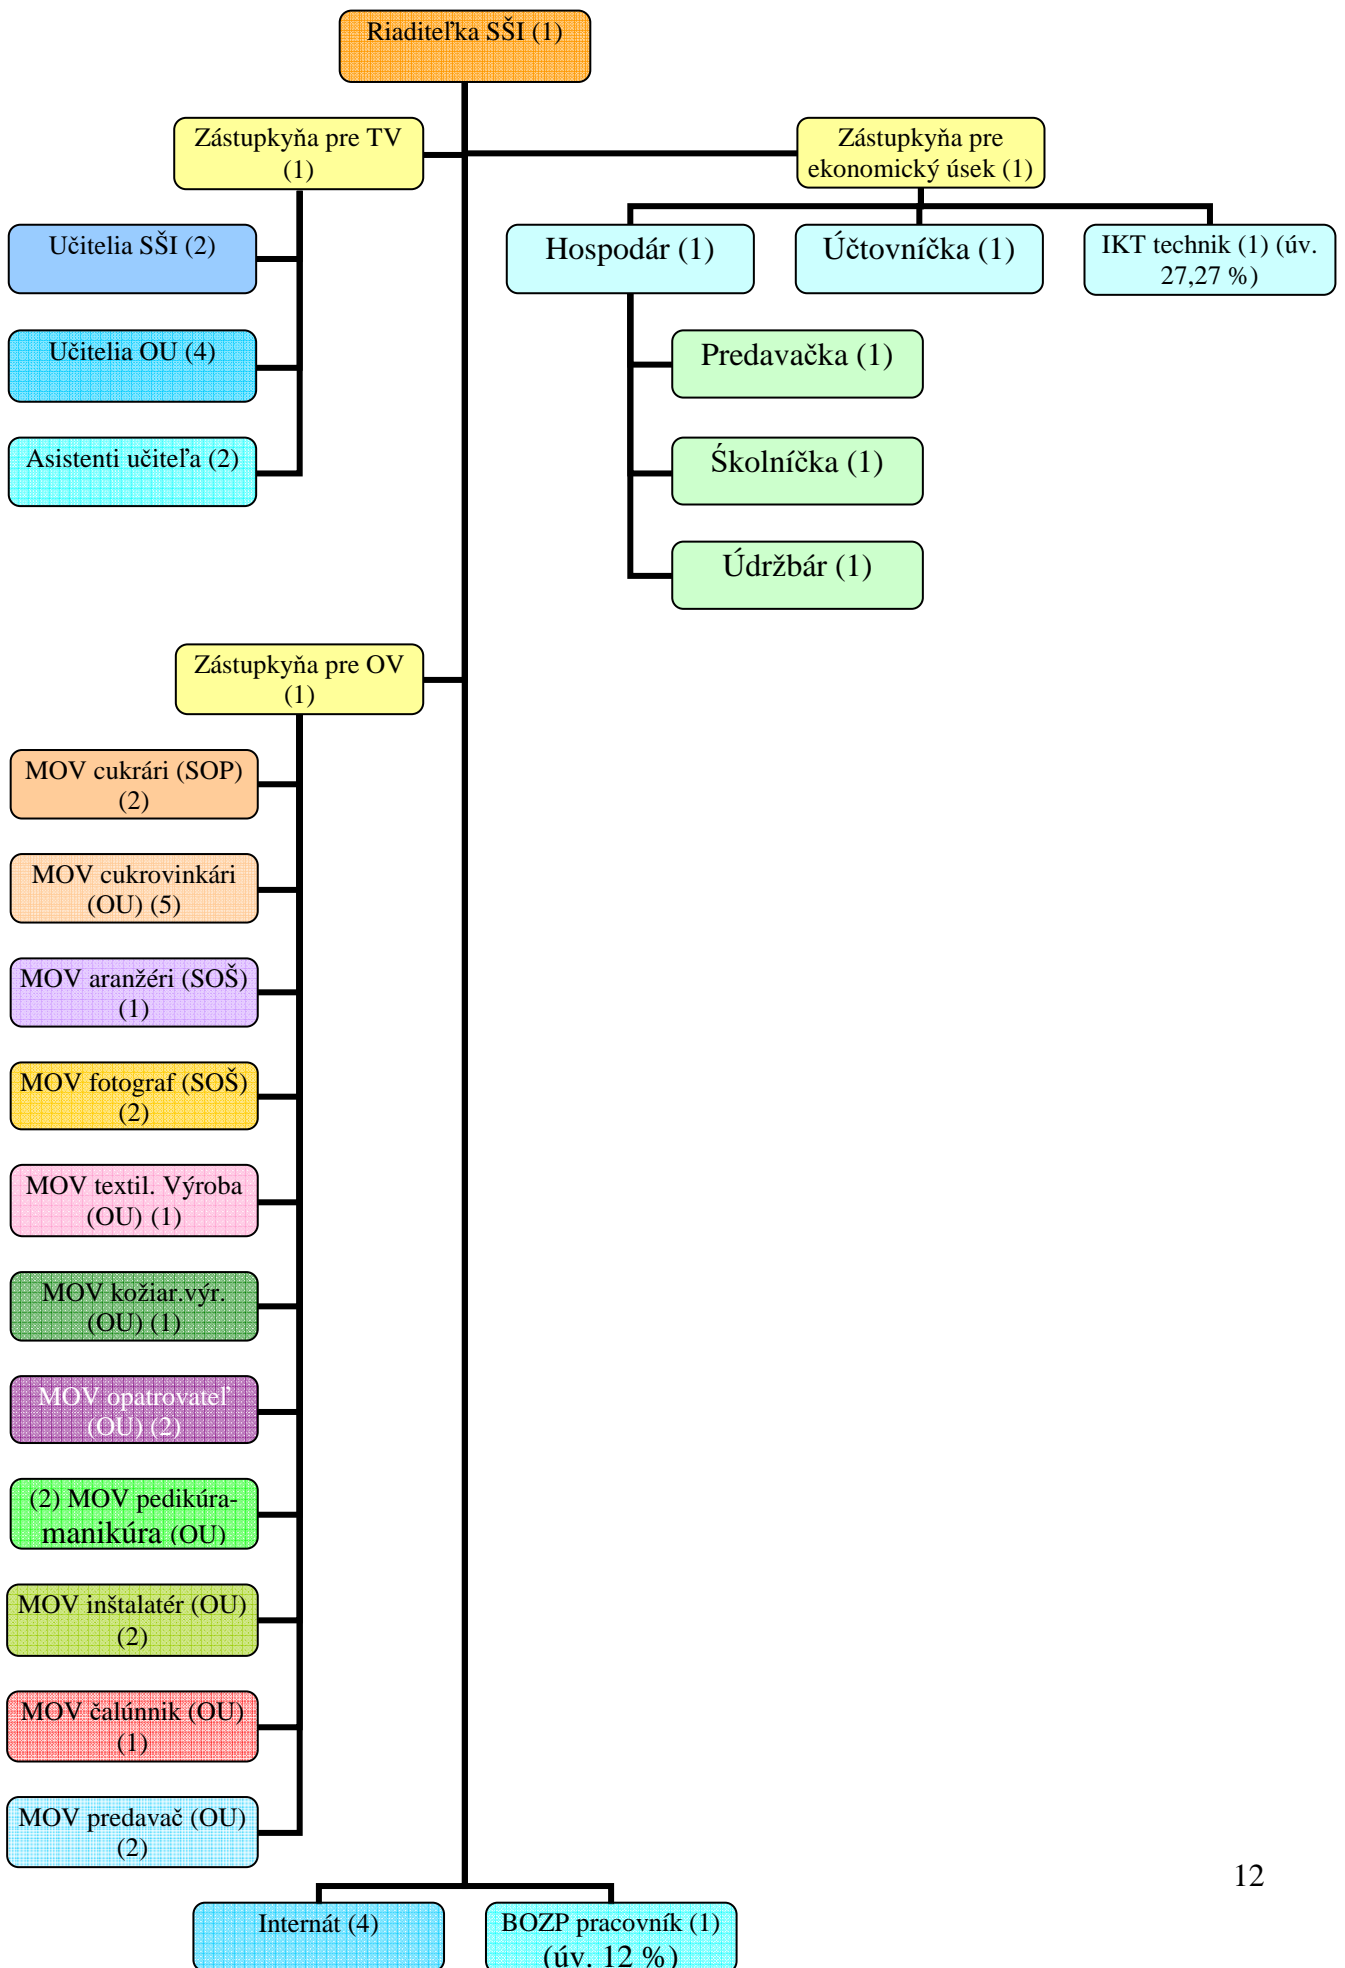 Riaditeľka SŠI (1)
Zástupkyňa pre TV
(1)
Zástupkyňa pre
ekonomický úsek (1)
Učitelia SŠI (2)
Hospodár (1)
Účtovníčka (1)
IKT technik (1) (úv.
27,27 %)
Učitelia OU (4)
Predavačka (1)
Asistenti učiteľa (2)
Śkolníčka (1)
Údržbár (1)
Zástupkyňa pre OV
(1)
MOV cukrári (SOP)
(2)
MOV cukrovinkári
(OU) (5)
MOV aranžéri (SOŠ)
(1)
MOV fotograf (SOŠ)
(2)
MOV textil. Výroba
(OU) (1)
MOV kožiar.výr.
(OU) (1)
MOV opatrovateľ
(OU) (2)
(2) MOV pedikúra-
manikúra (OU)
MOV inštalatér (OU)
(2)
MOV čalúnnik (OU)
(1)
MOV predavač (OU)
(2)
12
Internát (4)
BOZP pracovník (1)
(úv. 12 %)